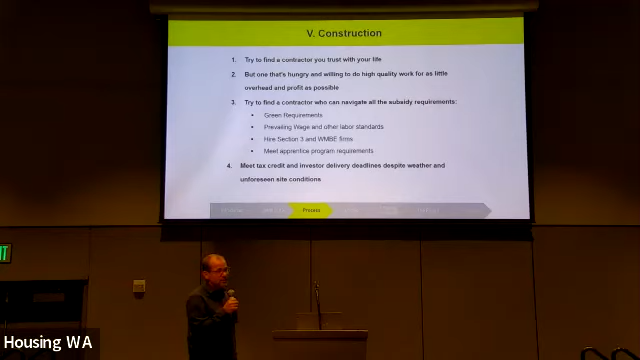 V. Construction
1. Try to find a contractor you trust with your life
2. But one that's hungry and willing to do high quality work for as little
overhead and profit as possible
3. Try to find a contractor who can navigate all the subsidy requirements:
• Green Requirements
• Prevailing Wage and other labor standards
• Hire Section 3 and WMBE firms
• Meet apprentice program requirements
4. Meet tax credit and investor delivery deadlines despite weather and
unforeseen site conditions
Process
Housing WA